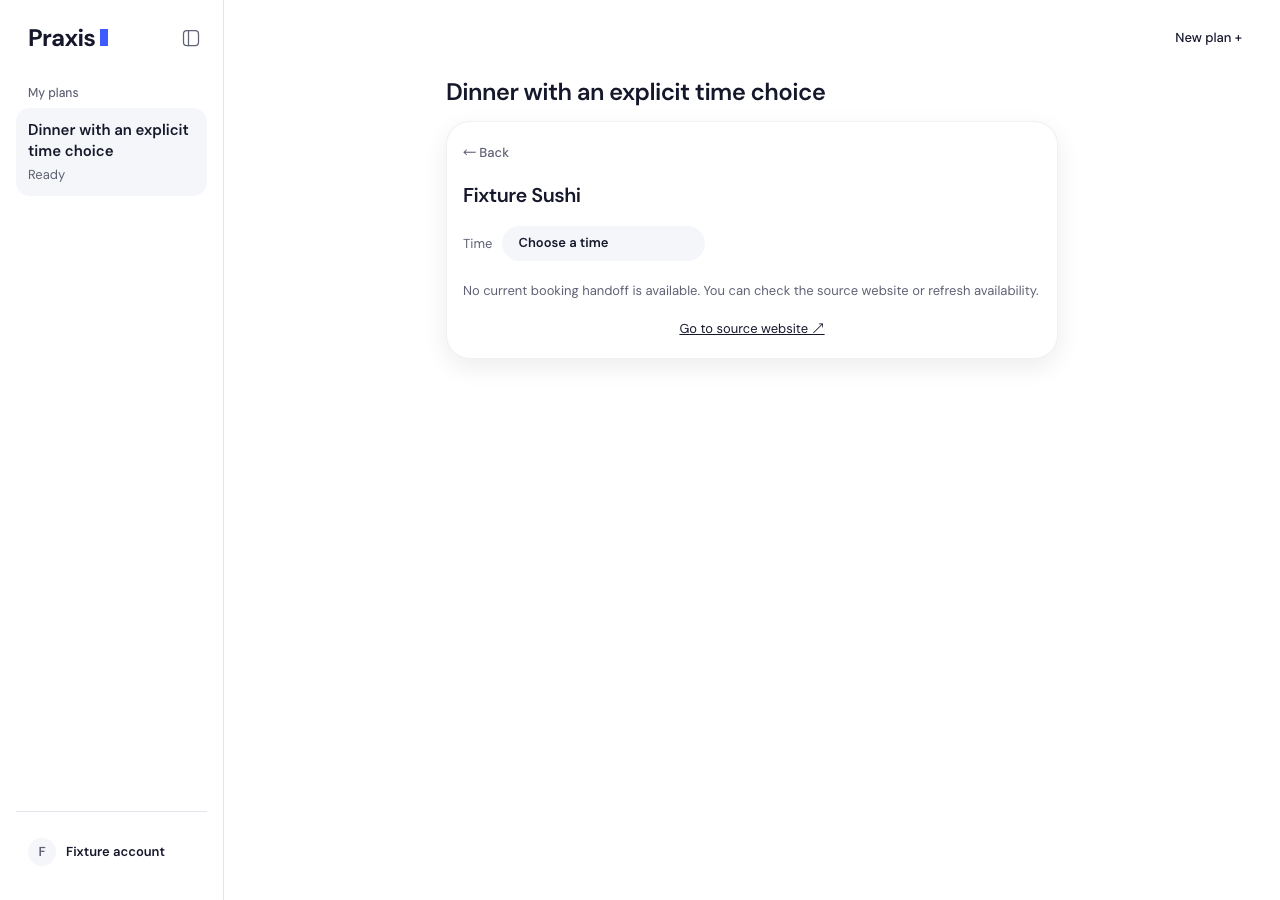 Praxis
New plan +
My plans
Dinner with an explicit
time choice
Ready
Dinner with an explicit time choice
← Back
Fixture Sushi
Time Choose a time
No current booking handoff is available. You can check the source website or refresh availability.
Go to source website ↗
F Fixture account